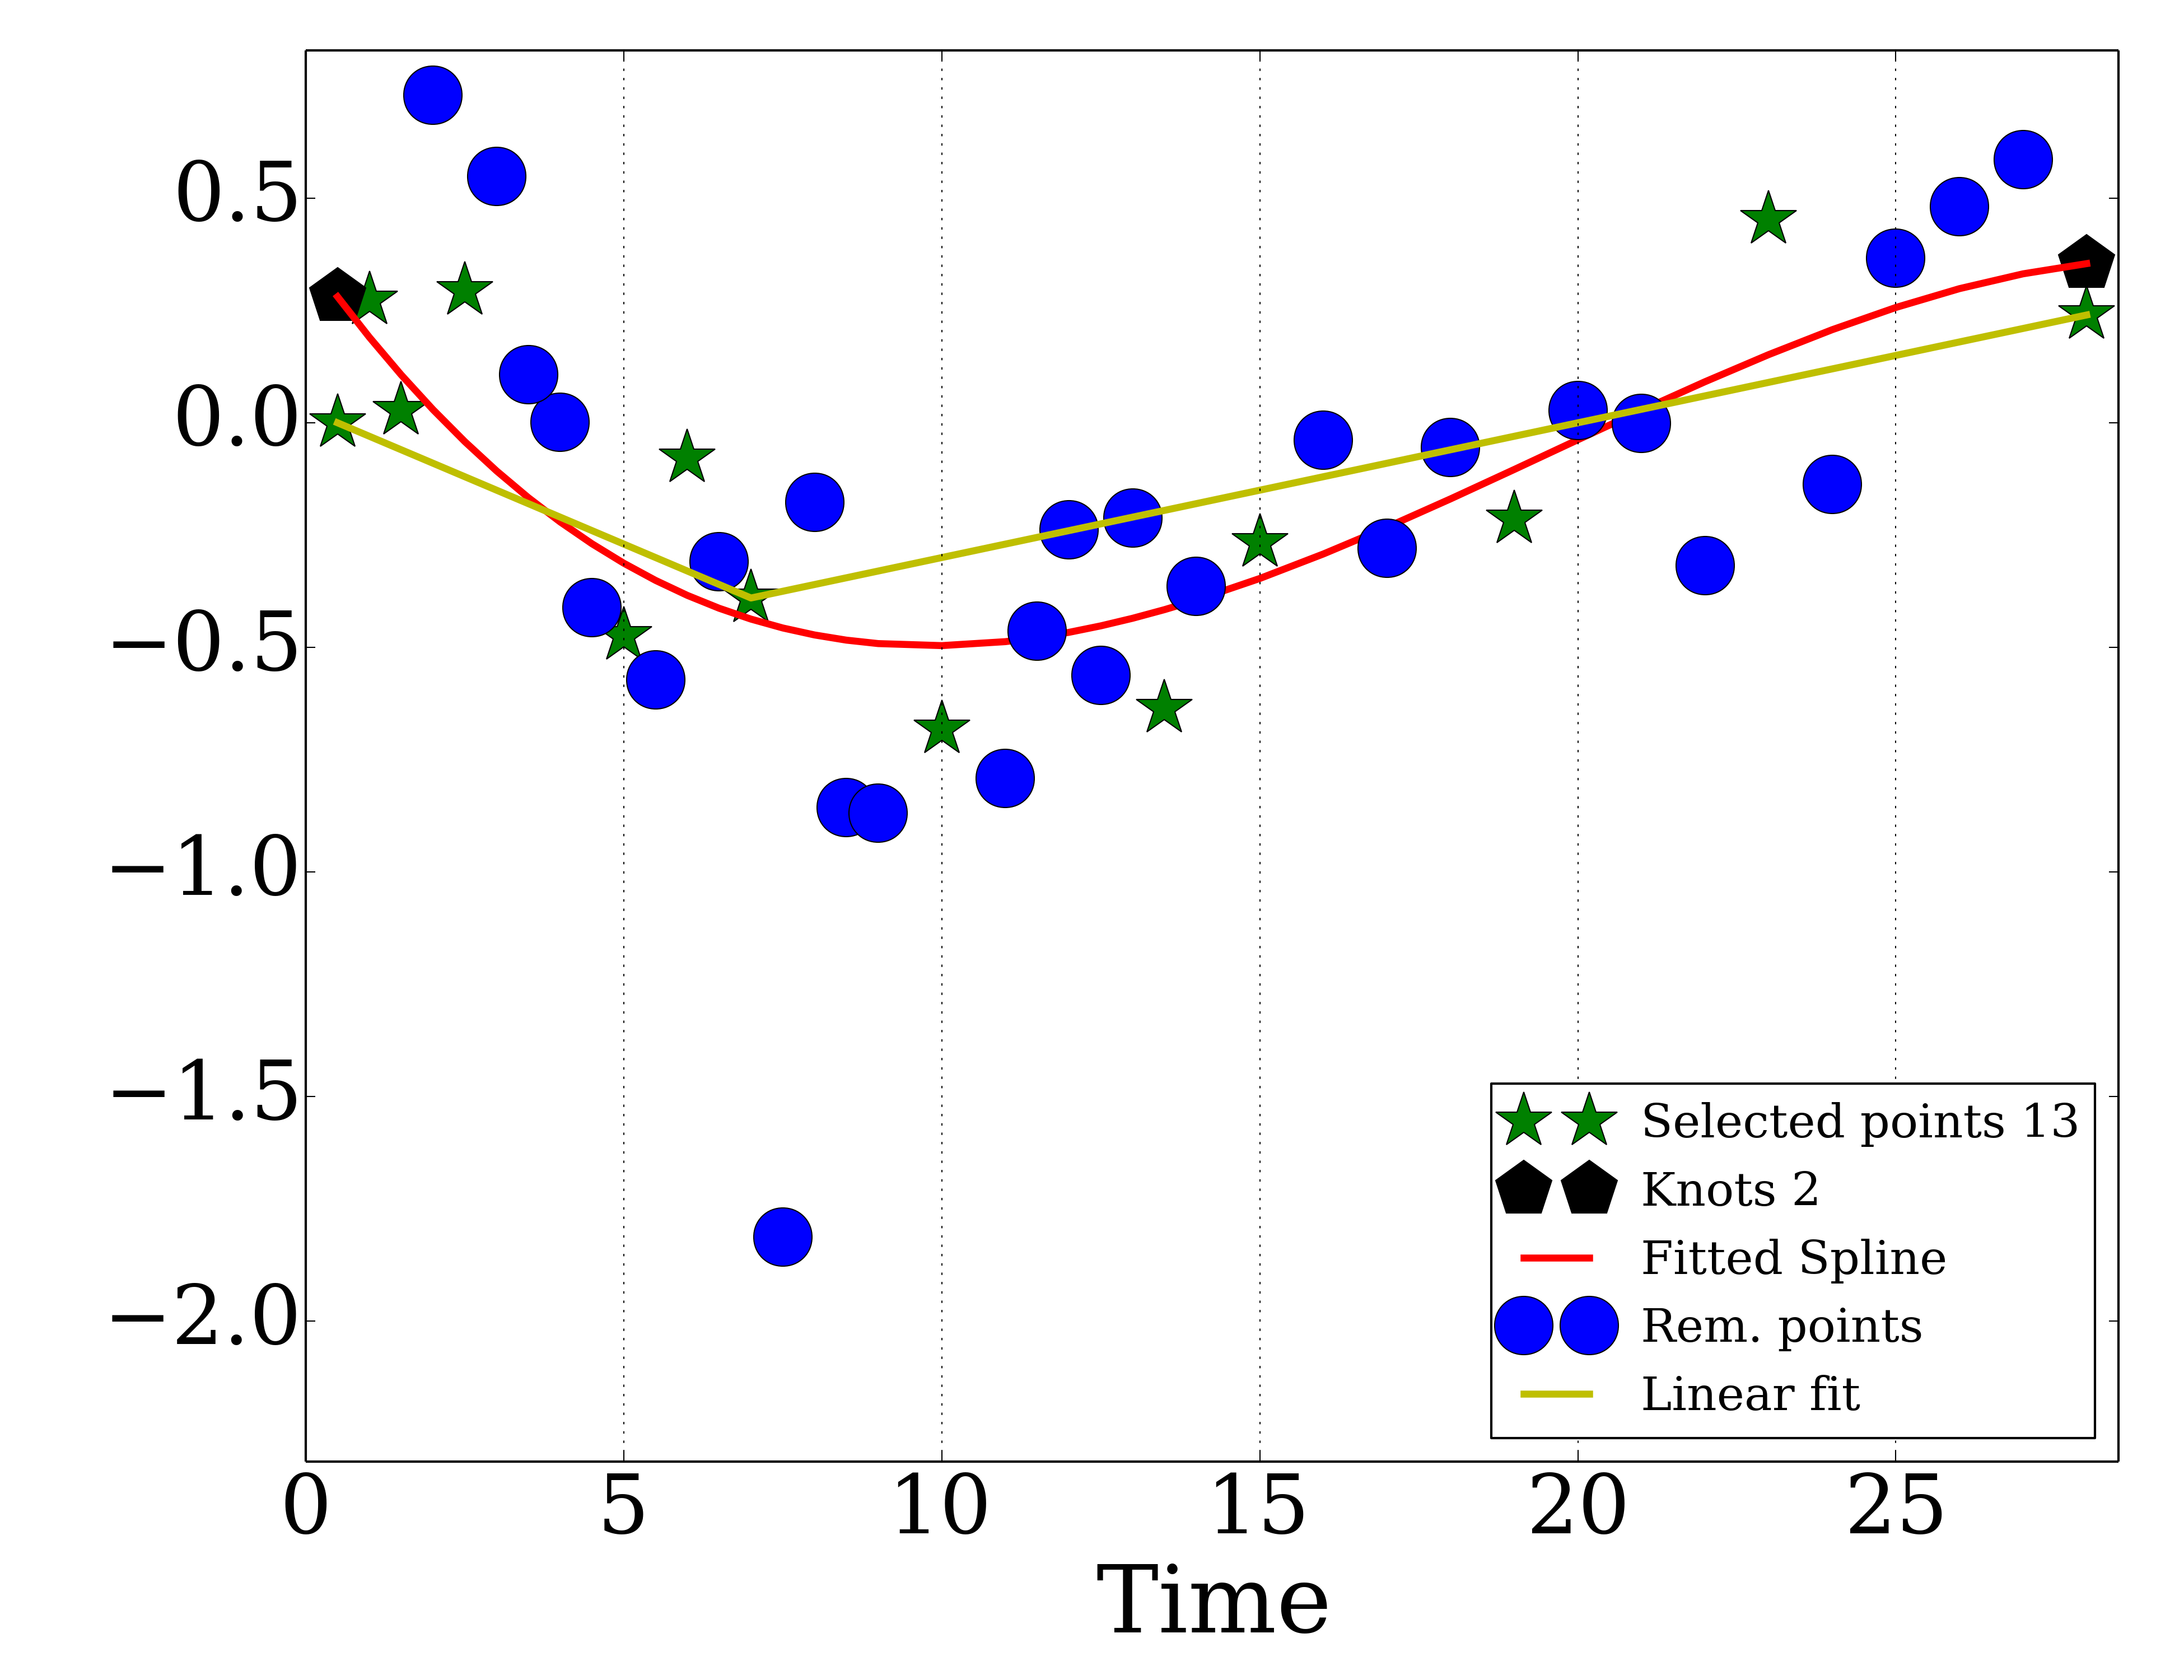 0.5
0.0
−0.5
−1.0
−1.5
−2.0
Selected points 13
Knots 2
Fitted Spline
Rem. points
Linear fit
0 5 10 15 20 25
Time